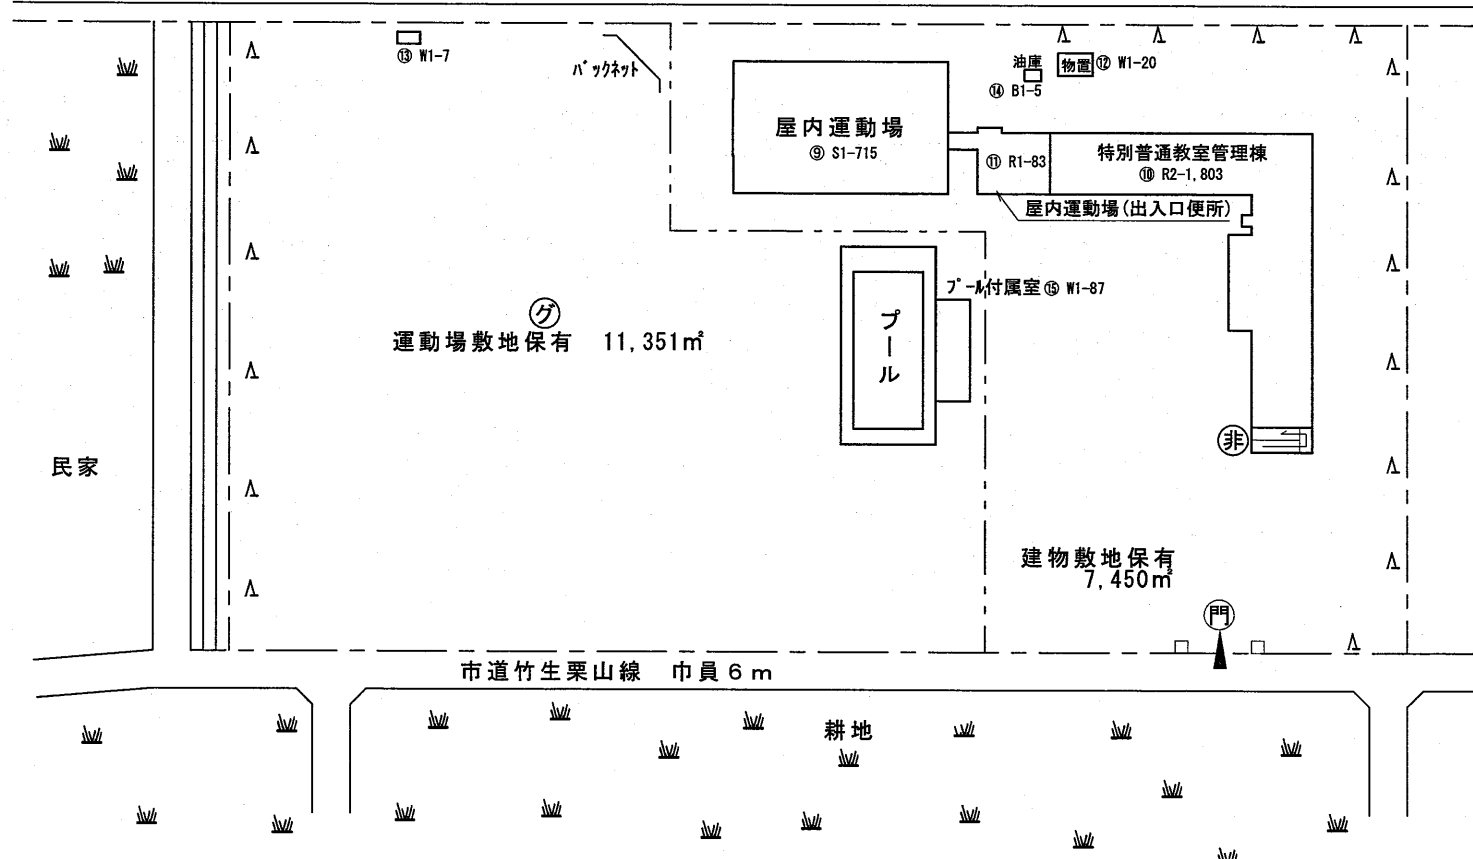 ⑬ W1-7
バックネット
油庫
物置 ⑫ W1-20
⑭ B1-5
屋内運動場
⑨ S1-715
⑪ R1-83
特別普通教室管理棟
⑩ R2-1,803
屋内運動場(出入口便所)
プール付属室 ⑮ W1-87
グ
運動場敷地保有 11,351㎡
プール
民家
非
建物敷地保有
7,450㎡
門
市道竹生栗山線 巾員6m
耕地